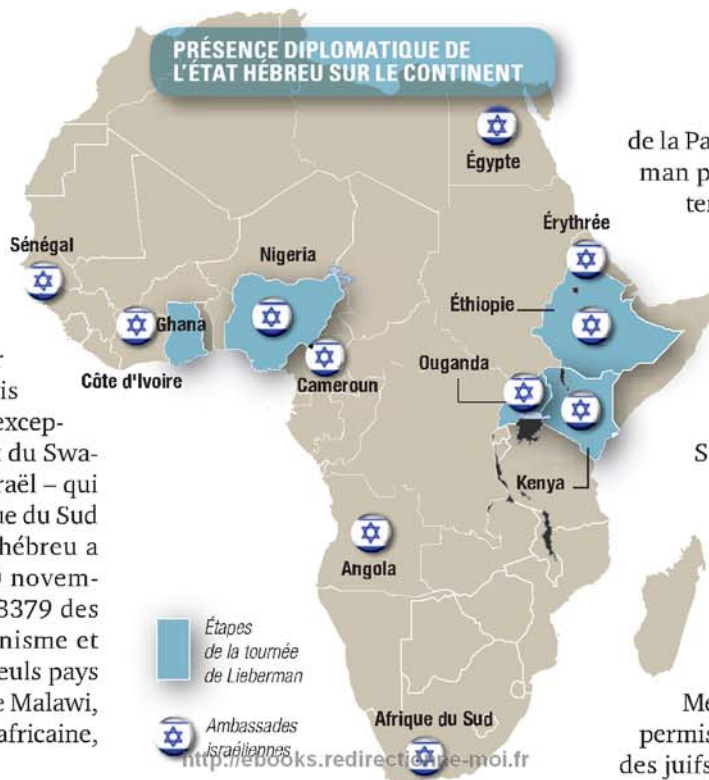 PRÉSENCE DIPLOMATIQUE DE
L'ÉTAT HÉBREU SUR LE CONTINENT
Égypte
Érythrée
Sénégal
Nigeria
Éthiopie
Ghana
Ouganda
Côte d'Ivoire
Cameroun
Kenya
Angola
Étapes
de la tournée
de Lieberman
Afrique du Sud
Ambassades
israéliennes
http://ebooks.redirectionne-moi.fr
r
is
excep-
t du Swa-
raël – qui
ue du Sud
hébreu a
novem-
3379 des
nisme et
euls pays
e Malawi,
africaine,
de la Pa
man p
ter
S
Me
permis
des juifs